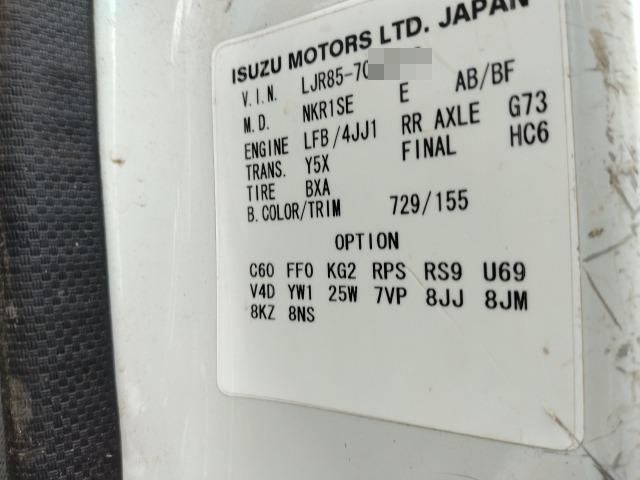 ISUZU MOTORS LTD. JAPAN
V.I.N. LJR85-70
M.D. NKR1SE E AB/BF
ENGINE LFB/4JJ1 RR AXLE G73
TRANS. Y5X FINAL HC6
TIRE BXA
B.COLOR/TRIM 729/155
OPTION
C60 FF0 KG2 RPS RS9 U69
V4D YW1 25W 7VP 8JJ 8JM
8KZ 8NS